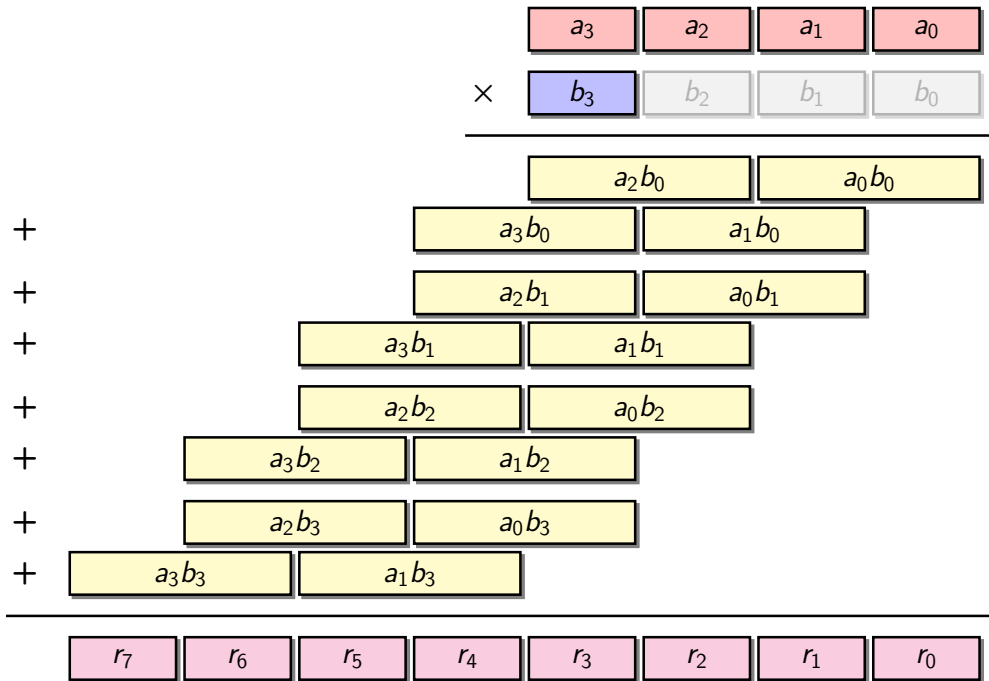 a₃ a₂ a₁ a₀
× b₃ b₂ b₁ b₀
a₂b₀ a₀b₀
+ a₃b₀ a₁b₀
+ a₂b₁ a₀b₁
+ a₃b₁ a₁b₁
+ a₂b₂ a₀b₂
+ a₃b₂ a₁b₂
+ a₂b₃ a₀b₃
+ a₃b₃ a₁b₃
r₇ r₆ r₅ r₄ r₃ r₂ r₁ r₀